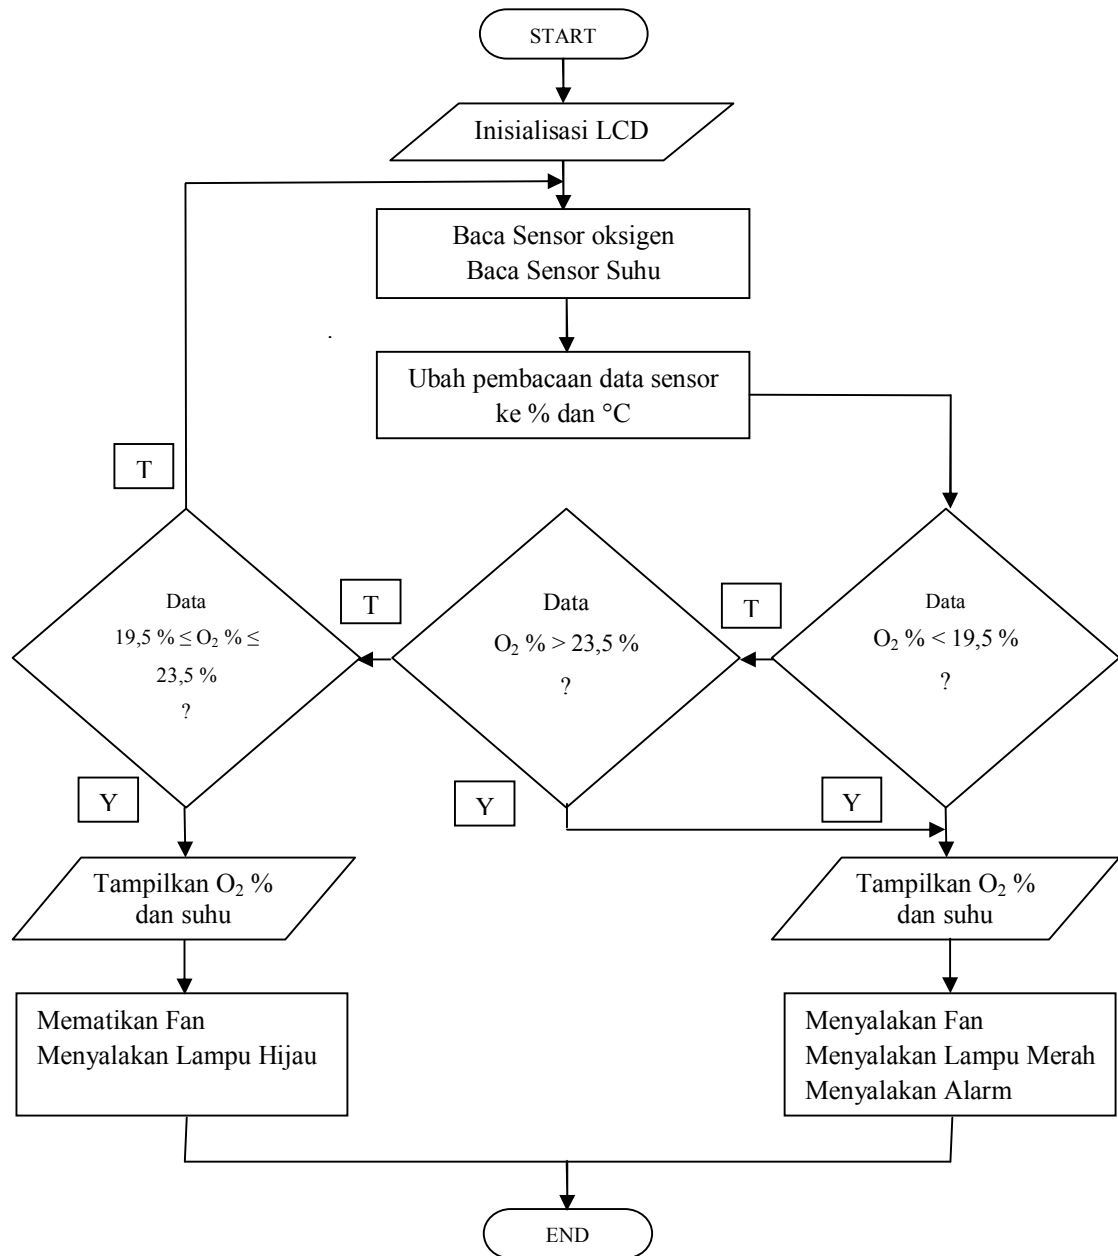 START
Inisialisasi LCD
Baca Sensor oksigen
Baca Sensor Suhu
Ubah pembacaan data sensor
ke % dan °C
T
Data
19,5 % ≤ O₂ % ≤
23,5 %
?
T
Data
O₂ % > 23,5 %
?
T
Data
O₂ % < 19,5 %
?
Y
Y
Y
Tampilkan O₂ %
dan suhu
Tampilkan O₂ %
dan suhu
Mematikan Fan
Menyalakan Lampu Hijau
Menyalakan Fan
Menyalakan Lampu Merah
Menyalakan Alarm
END